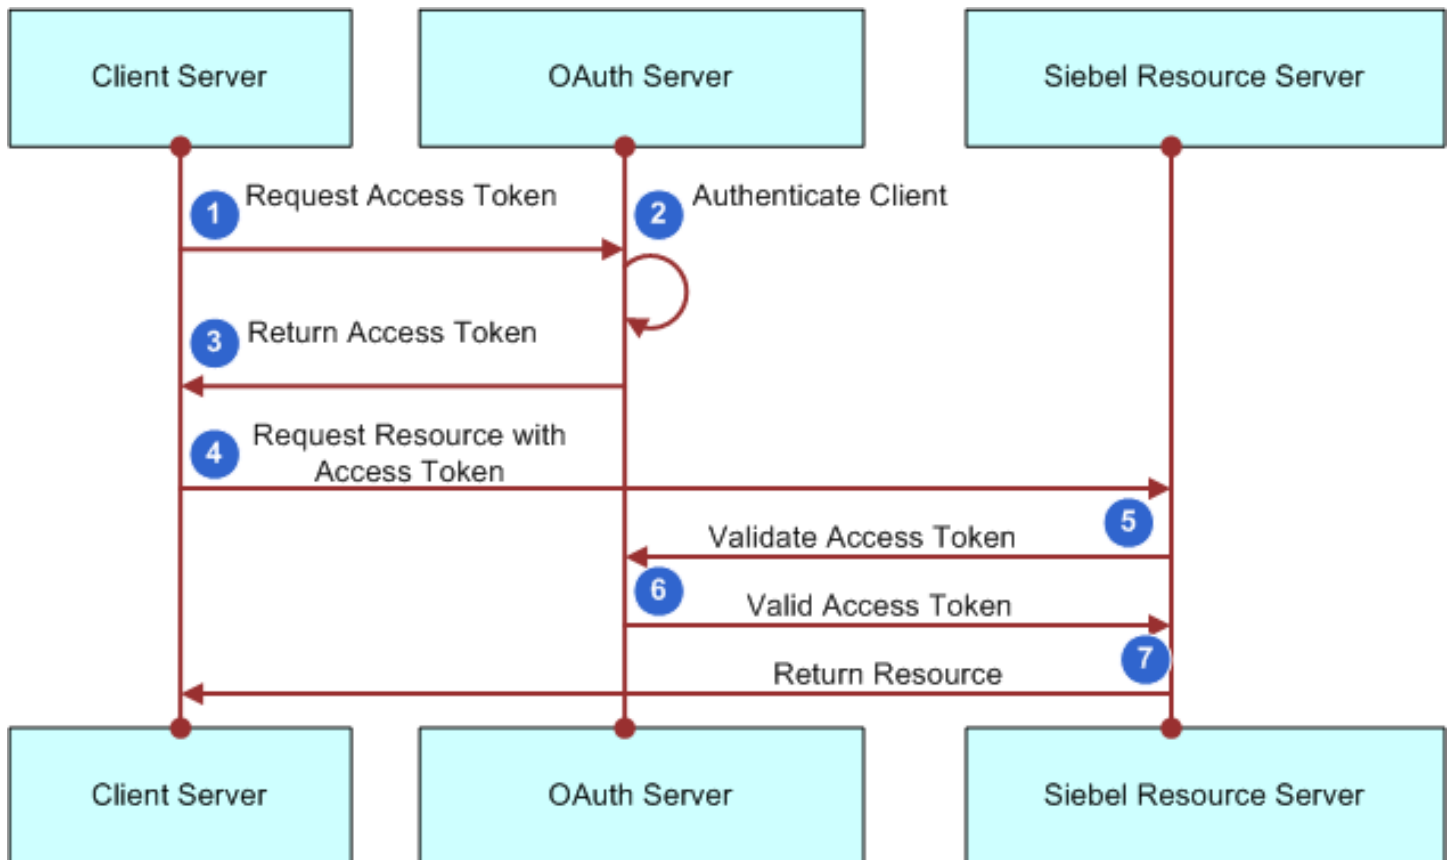 Client Server
OAuth Server
Siebel Resource Server
1
Request Access Token
2
Authenticate Client
3
Return Access Token
4
Request Resource with
Access Token
5
Validate Access Token
6
Valid Access Token
7
Return Resource
Client Server
OAuth Server
Siebel Resource Server